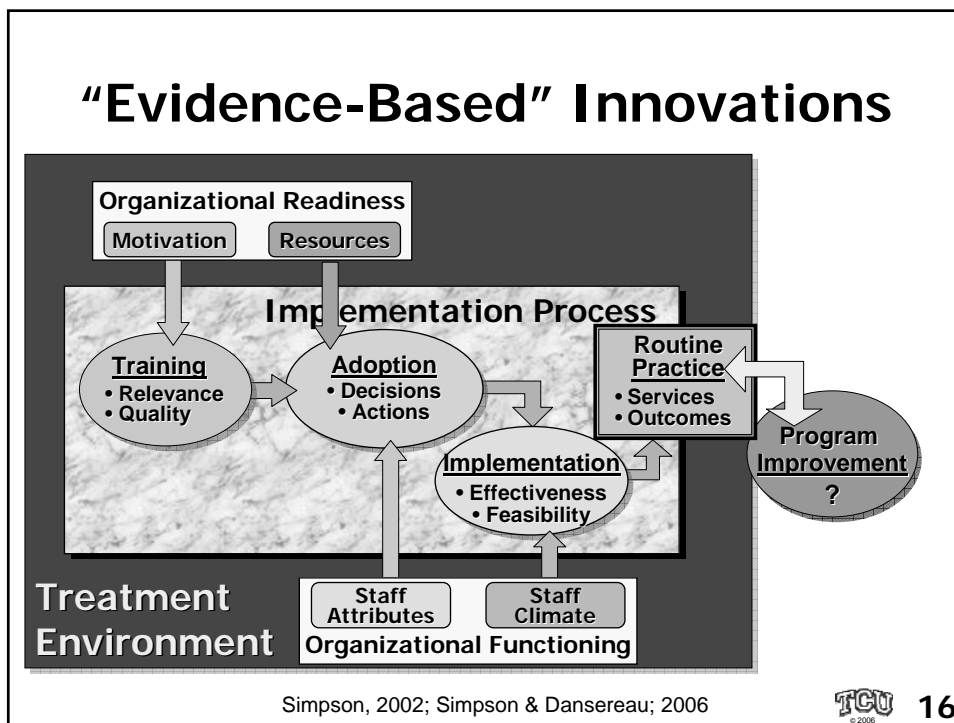 “Evidence-Based” Innovations
Organizational Readiness
Motivation
Resources
Implementation Process
Training
• Relevance
• Quality
Adoption
• Decisions
• Actions
Implementation
• Effectiveness
• Feasibility
Routine
Practice
• Services
• Outcomes
Program
Improvement
?
Treatment
Environment
Staff
Attributes
Staff
Climate
Organizational Functioning
Simpson, 2002; Simpson & Dansereau; 2006
TCU
© 2006
16